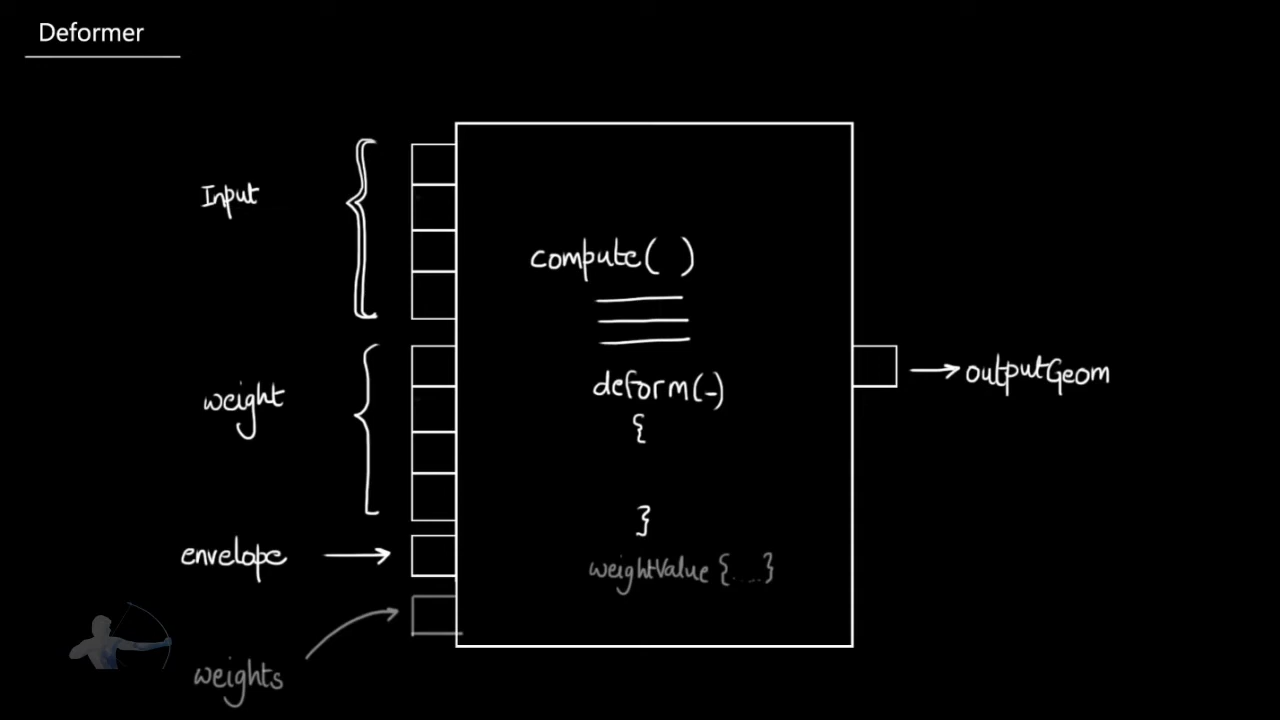 Deformer
Input
compute( )
weight
deform(-)
{
}
envelope
weightValue {....}
weights
outputGeom